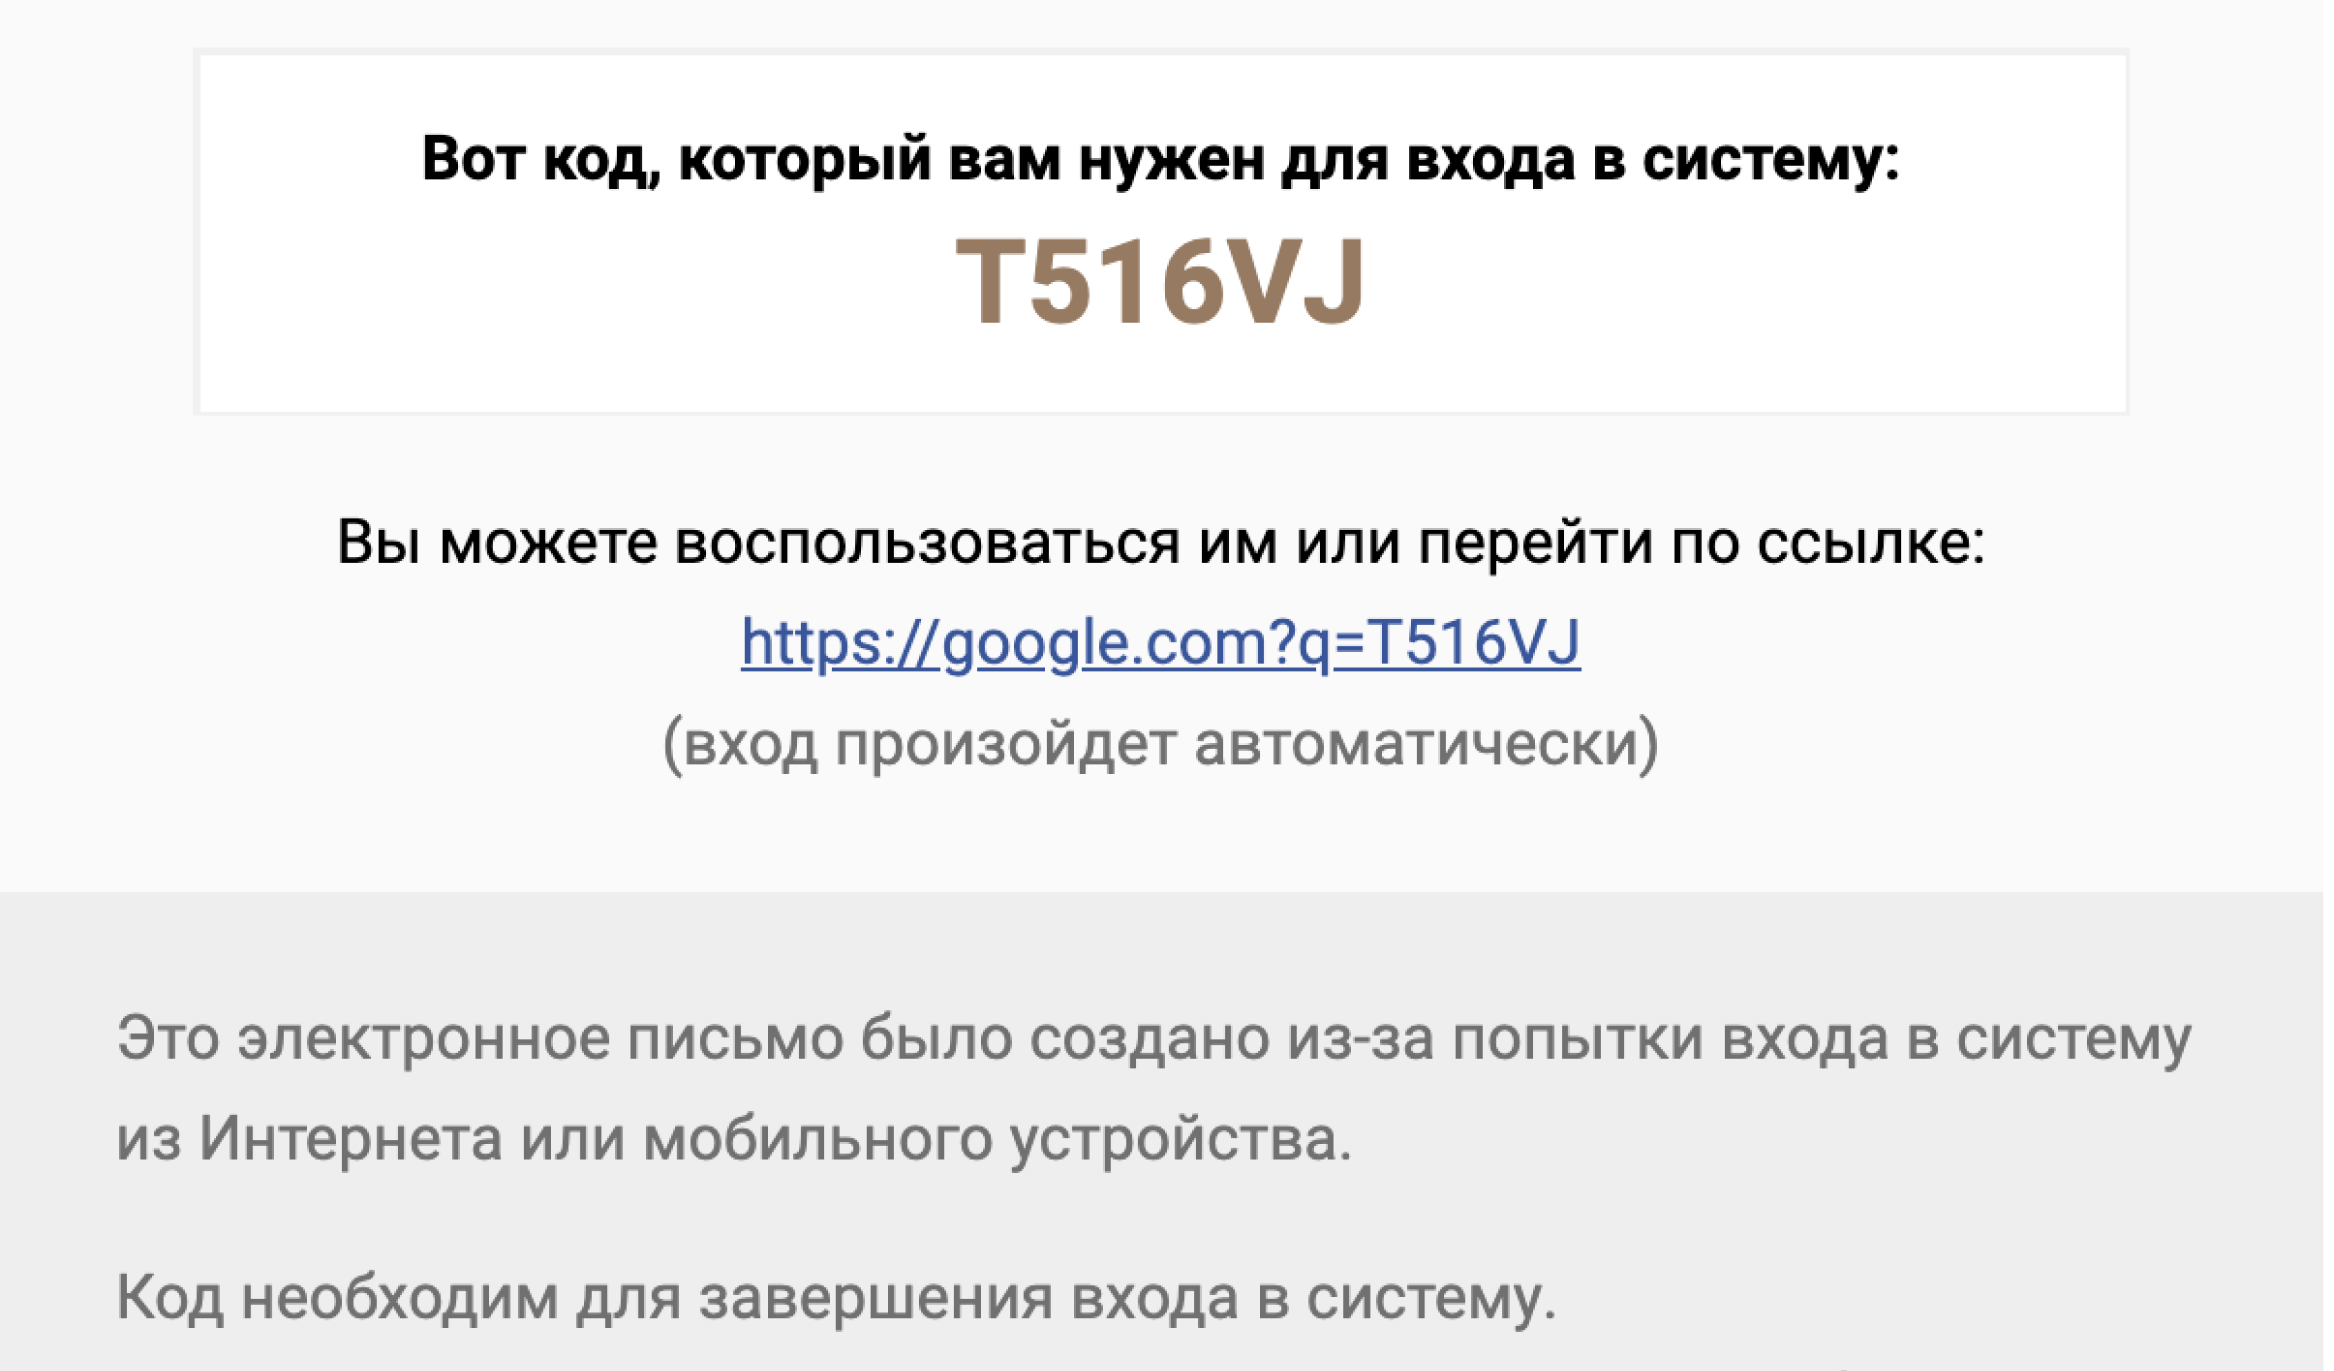 Вот код, который вам нужен для входа в систему:
T516VJ
Вы можете воспользоваться им или перейти по ссылке:
https://google.com?q=T516VJ
(вход произойдет автоматически)
Это электронное письмо было создано из-за попытки входа в систему
из Интернета или мобильного устройства.
Код необходим для завершения входа в систему.